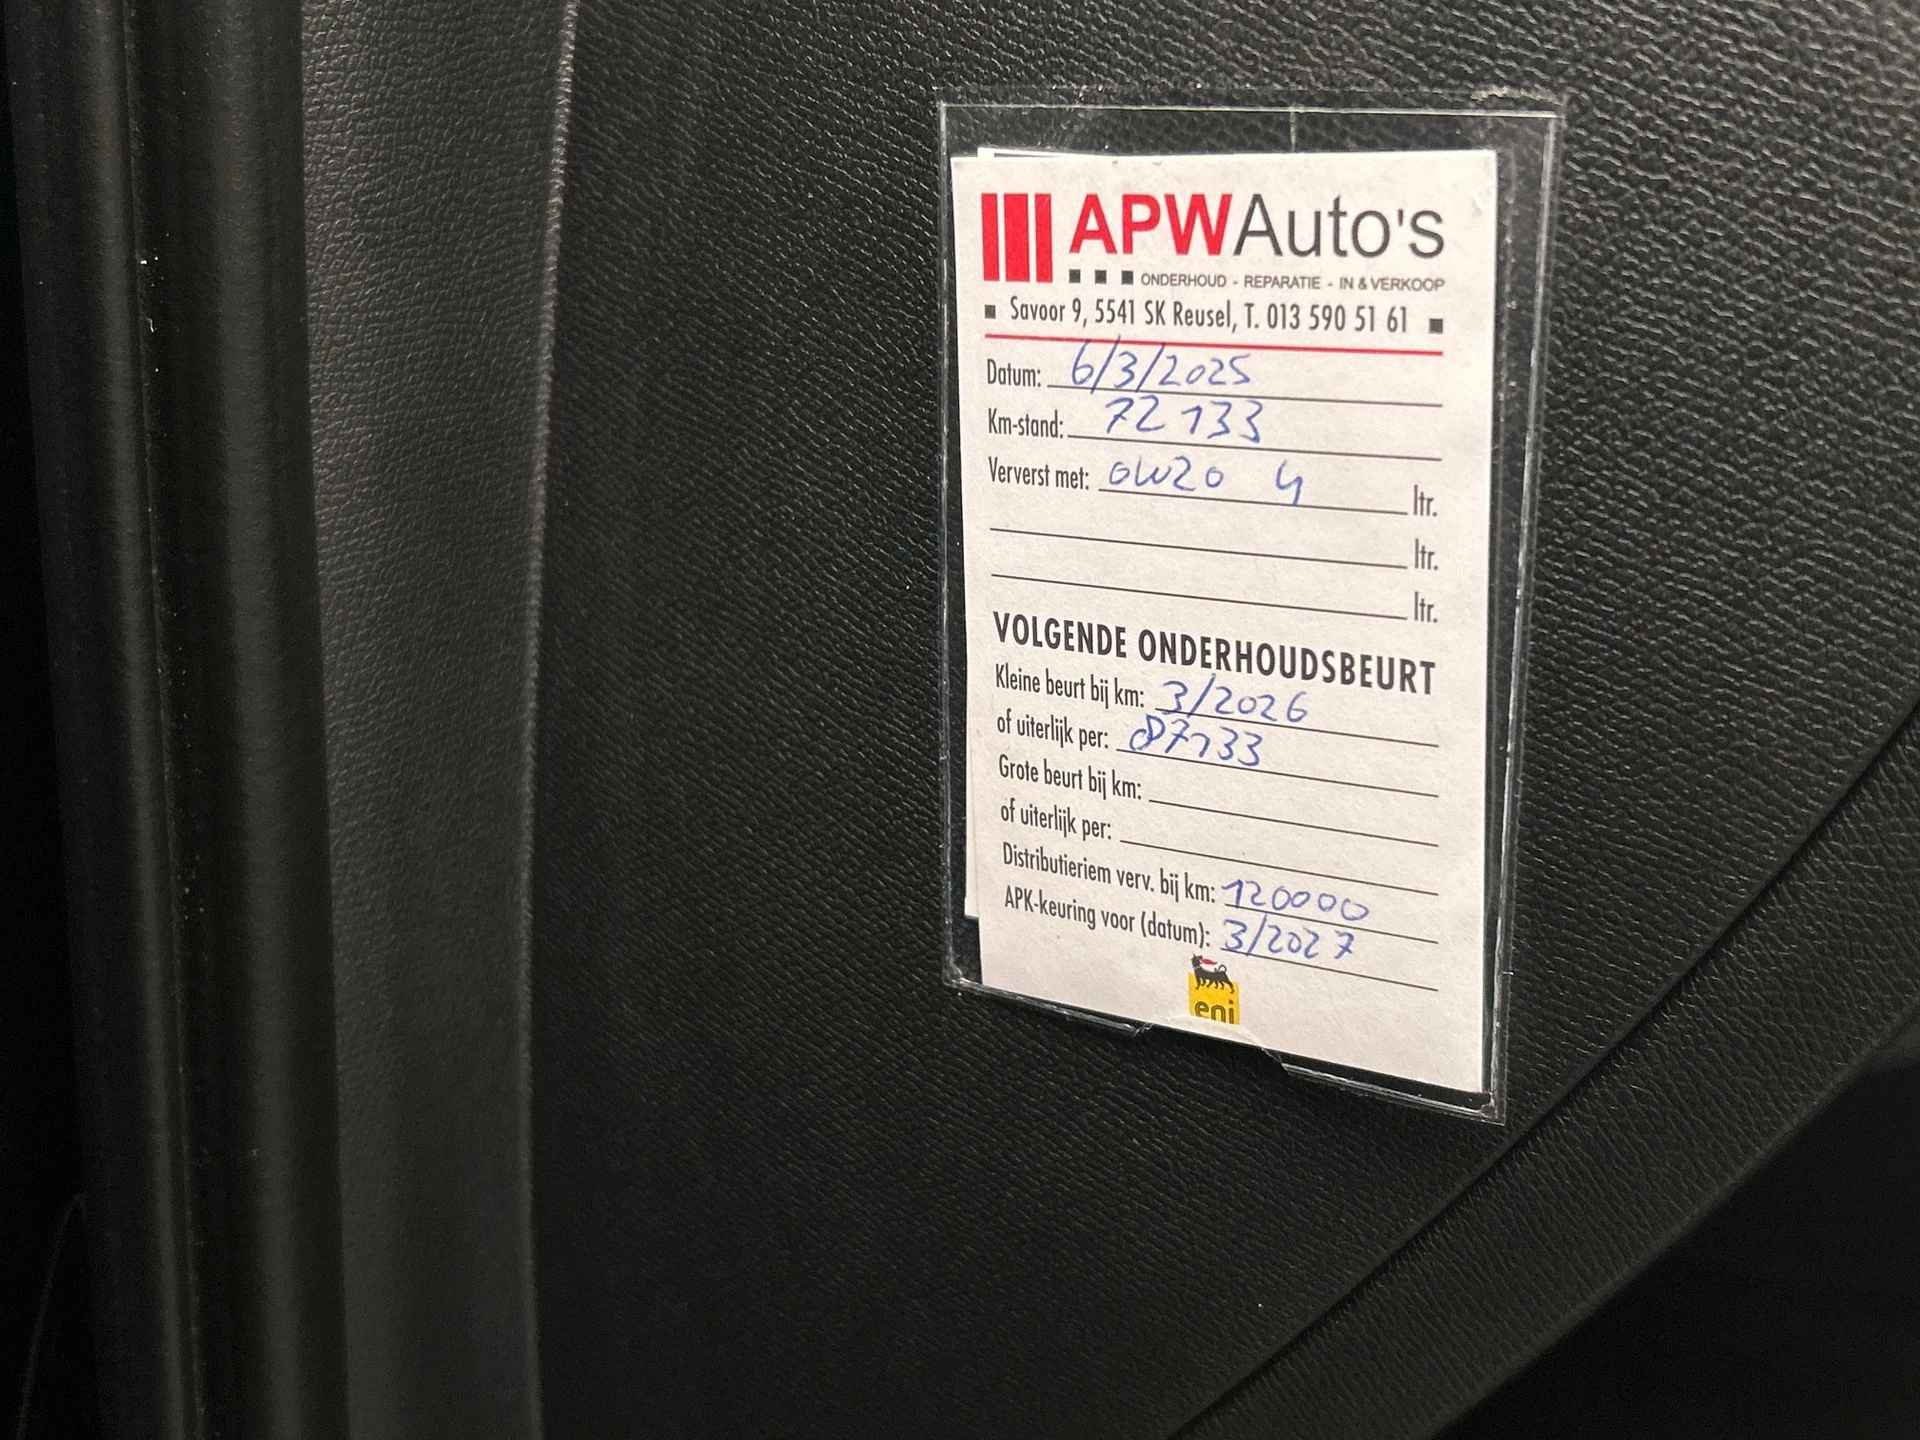 APWAuto's
ONDERHOUD - REPARATIE - IN & VERKOOP
Savoor 9, 5541 SK Reusel, T. 013 590 51 61
Datum: 6/3/2025
Km-stand: 72 133
Ververst met: 0W20 4 ltr.
ltr.
ltr.
VOLGENDE ONDERHOUDSBEURT
Kleine beurt bij km: 3/2026
of uiterlijk per: 87133
Grote beurt bij km:
of uiterlijk per:
Distributieriem verv. bij km: 120000
APK-keuring voor (datum): 3/2027
eni